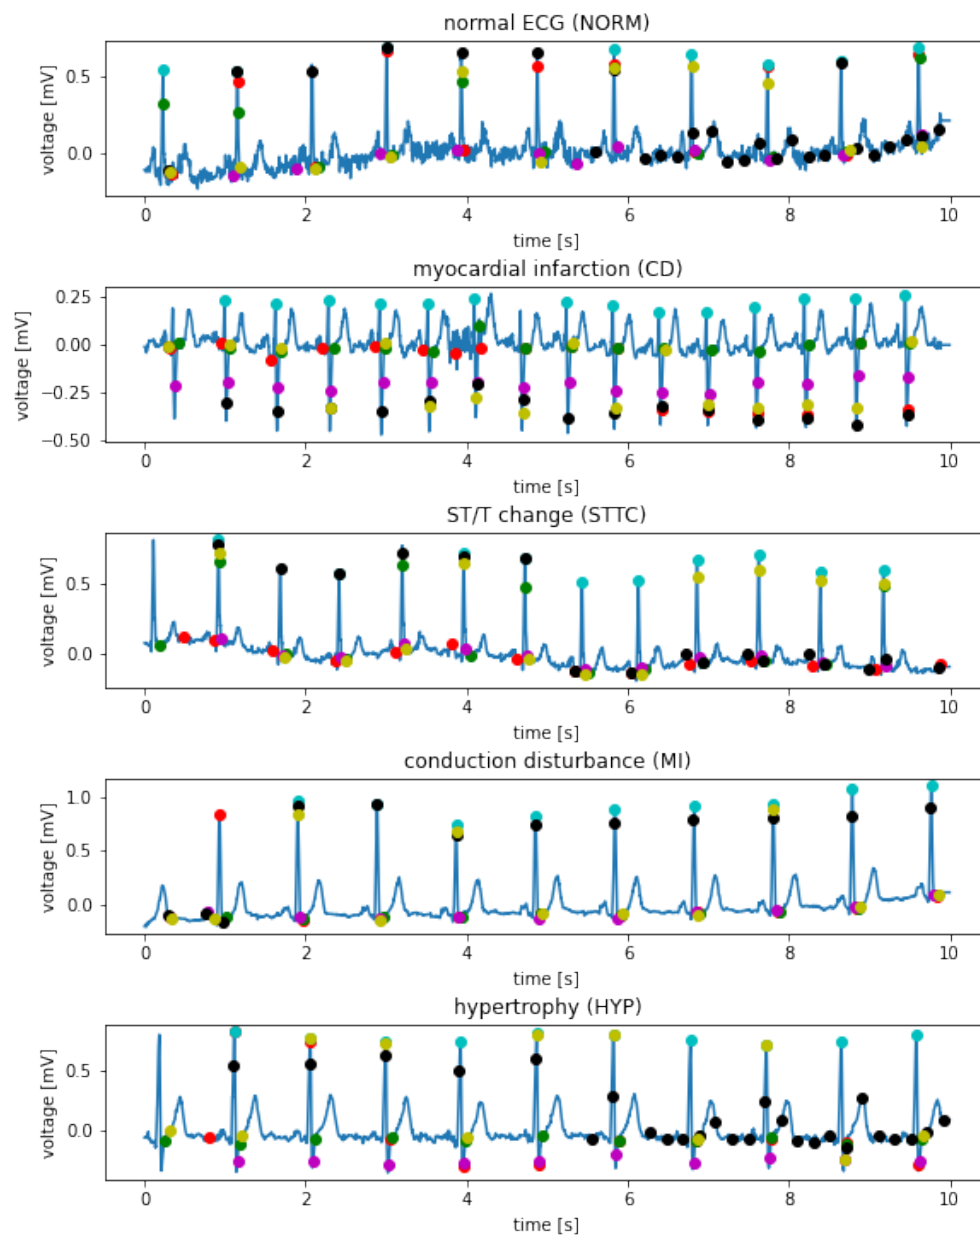 normal ECG (NORM)
0.5
0.0
voltage [mV]
0 2 4 6 8 10
time [s]
myocardial infarction (CD)
0.25
0.00
−0.25
−0.50
voltage [mV]
0 2 4 6 8 10
time [s]
ST/T change (STTC)
0.5
0.0
voltage [mV]
0 2 4 6 8 10
time [s]
conduction disturbance (MI)
1.0
0.5
0.0
voltage [mV]
0 2 4 6 8 10
time [s]
hypertrophy (HYP)
0.5
0.0
voltage [mV]
0 2 4 6 8 10
time [s]